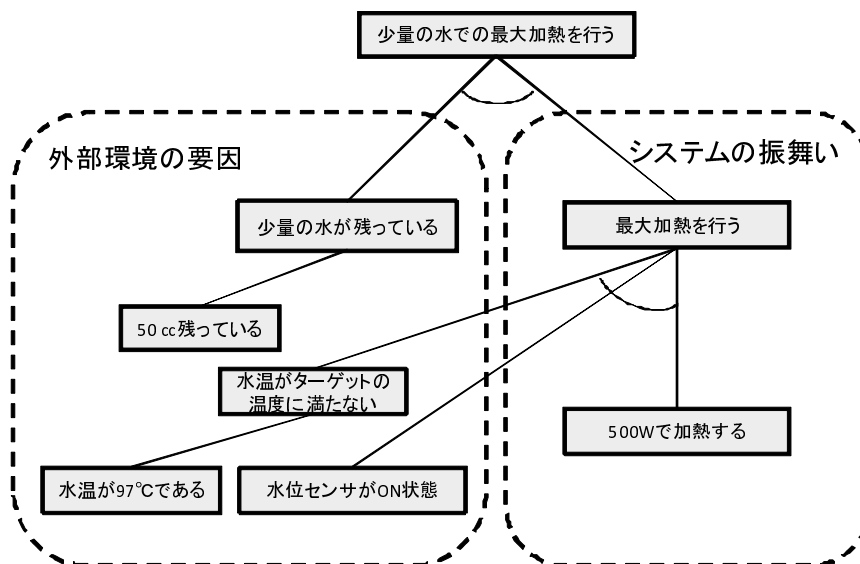 少量の水での最大加熱を行う
外部環境の要因
システムの振舞い
少量の水が残っている
最大加熱を行う
50 cc残っている
水温がターゲットの
温度に満たない
500Wで加熱する
水温が97℃である
水位センサがON状態